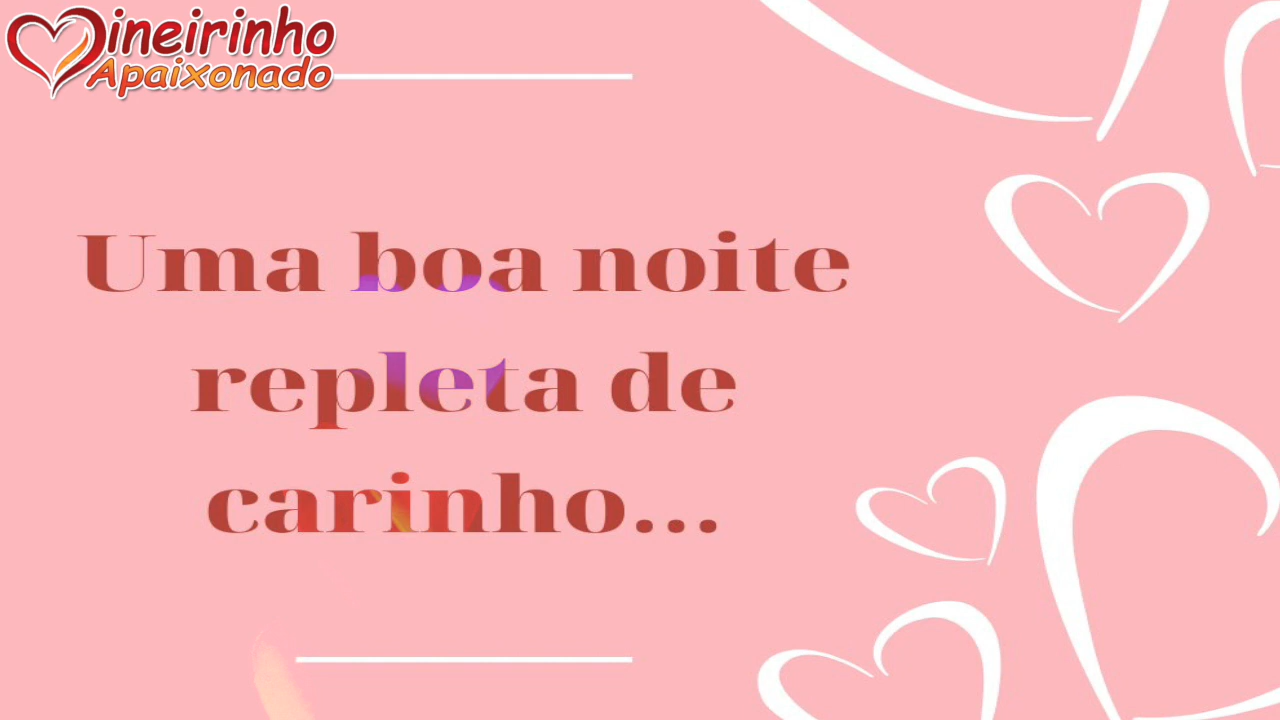 Mineirinho
Apaixonado
Uma boa noite
repleta de
carinho...